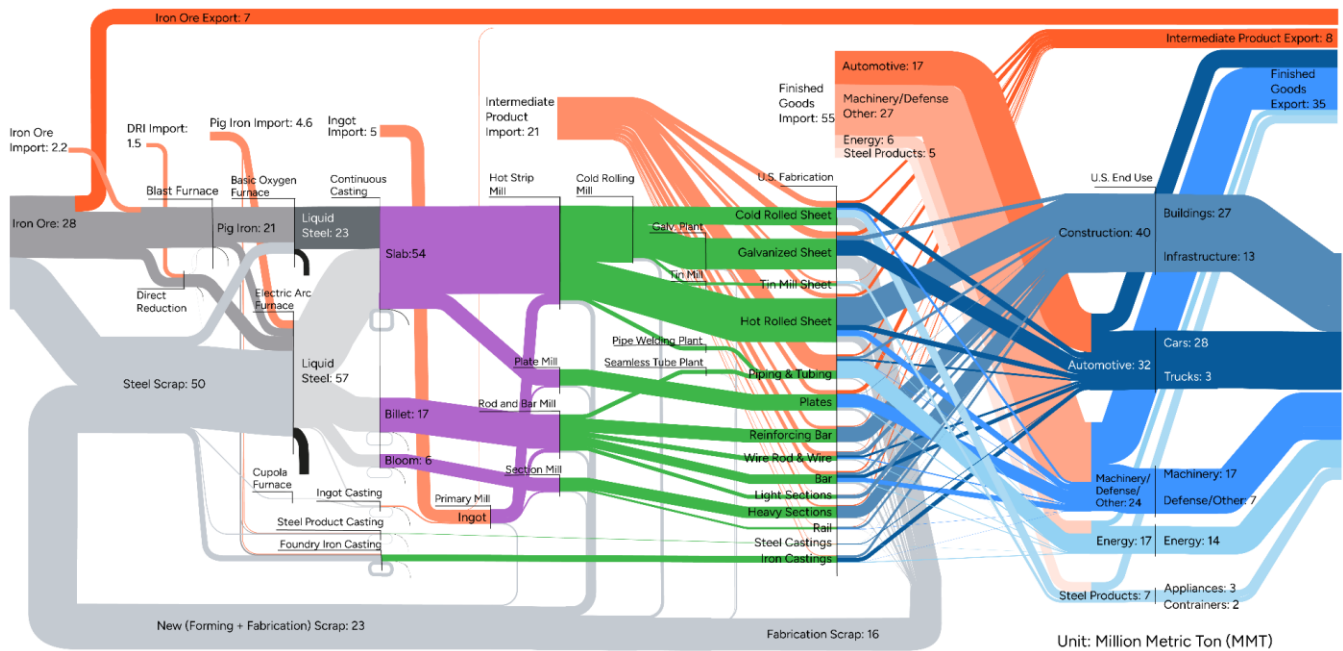 Iron Ore Export: 7
Intermediate Product Export: 8
Automotive: 17
Finished
Goods
Export: 35
Finished
Goods
Import: 55
Machinery/Defense
Other: 27
Energy: 6
Steel Products: 5
Intermediate
Product
Import: 21
Ingot
Import: 5
Pig Iron Import: 4.6
DRI Import:
1.5
Iron Ore
Import: 2.2
Blast Furnace
Basic Oxygen
Furnace
Continuous
Casting
Hot Strip
Mill
Cold Rolling
Mill
U.S. Fabrication
U.S. End Use
Iron Ore: 28
Pig Iron: 21
Liquid
Steel: 23
Slab:54
Galv. Plant
Tin Mill
Cold Rolled Sheet
Galvanized Sheet
Tin Mill Sheet
Hot Rolled Sheet
Construction: 40
Buildings: 27
Infrastructure: 13
Direct
Reduction
Electric Arc
Furnace
Pipe Welding Plant
Seamless Tube Plant
Plate Mill
Piping & Tubing
Plates
Automotive: 32
Cars: 28
Trucks: 3
Steel Scrap: 50
Liquid
Steel: 57
Billet: 17
Bloom: 6
Rod and Bar Mill
Reinforcing Bar
Wire Rod & Wire
Bar
Light Sections
Heavy Sections
Rail
Steel Castings
Iron Castings
Section Mill
Cupola
Furnace
Ingot Casting
Primary Mill
Ingot
Steel Product Casting
Foundry Iron Casting
Machinery/
Defense/
Other: 24
Machinery: 17
Defense/Other: 7
Energy: 17
Energy: 14
Steel Products: 7
Appliances: 3
Contrainers: 2
New (Forming + Fabrication) Scrap: 23
Fabrication Scrap: 16
Unit: Million Metric Ton (MMT)